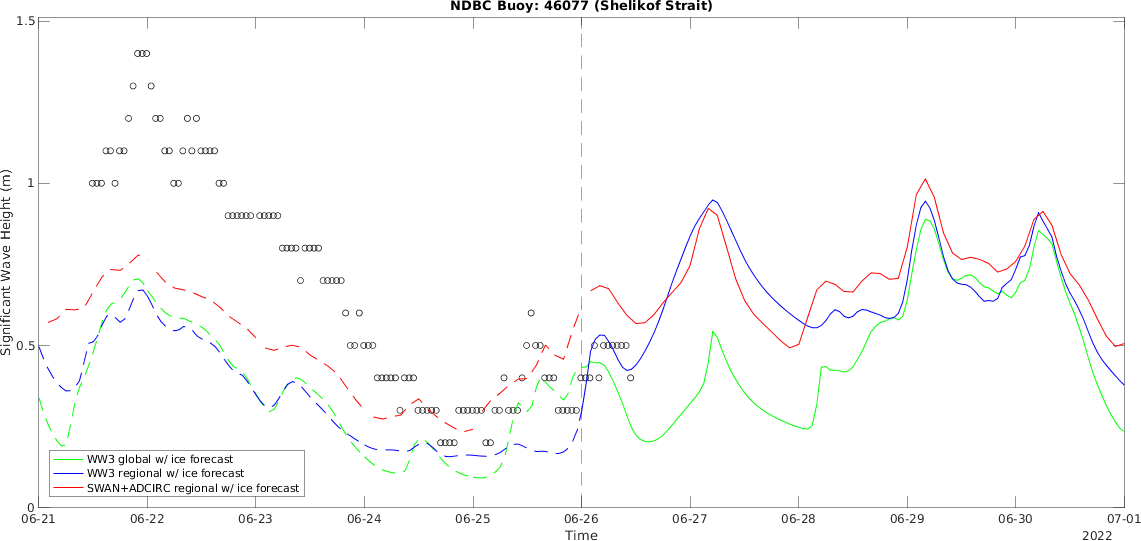 NDBC Buoy: 46077 (Shelikof Strait)
Significant Wave Height (m)
1.5
1
0.5
0
WW3 global w/ ice forecast
WW3 regional w/ ice forecast
SWAN+ADCIRC regional w/ ice forecast
06-21 06-22 06-23 06-24 06-25 06-26 06-27 06-28 06-29 06-30 07-01
Time
2022